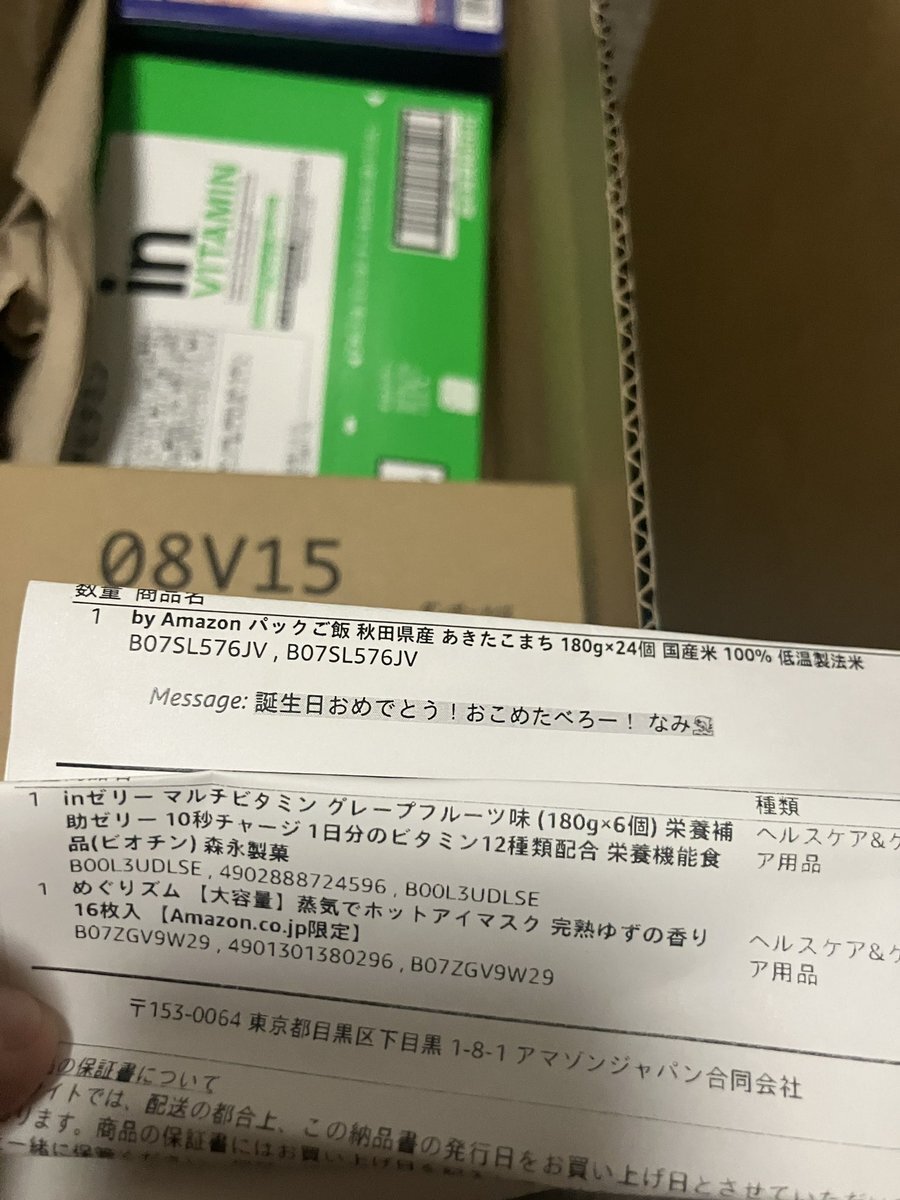 in
VITAMIN
08V15
数量 商品名
1 by Amazon パックご飯 秋田県産 あきたこまち 180g×24個 国産米 100% 低温製法米
B07SL576JV , B07SL576JV
Message: 誕生日おめでとう！おこめたべろー！ なみ
種類
1 inゼリー マルチビタミン グレープフルーツ味 (180g×6個) 栄養補
助ゼリー 10秒チャージ 1日分のビタミン12種類配合 栄養機能食
品(ビオチン) 森永製菓
B00L3UDLSE , 4902888724596 , B00L3UDLSE
ヘルスケア&ケ
ア用品
1 めぐりズム 【大容量】蒸気でホットアイマスク 完熟ゆずの香り
16枚入 【Amazon.co.jp限定】
B07ZGV9W29 , 4901301380296 , B07ZGV9W29
ヘルスケア&ケ
ア用品
〒153-0064 東京都目黒区下目黒 1-8-1 アマゾンジャパン合同会社
の保証書について
イトでは、配送の都合上、この納品書の発行日をお買い上げ日とさせていただ
ります。商品の保証書にはお買い上げ日を